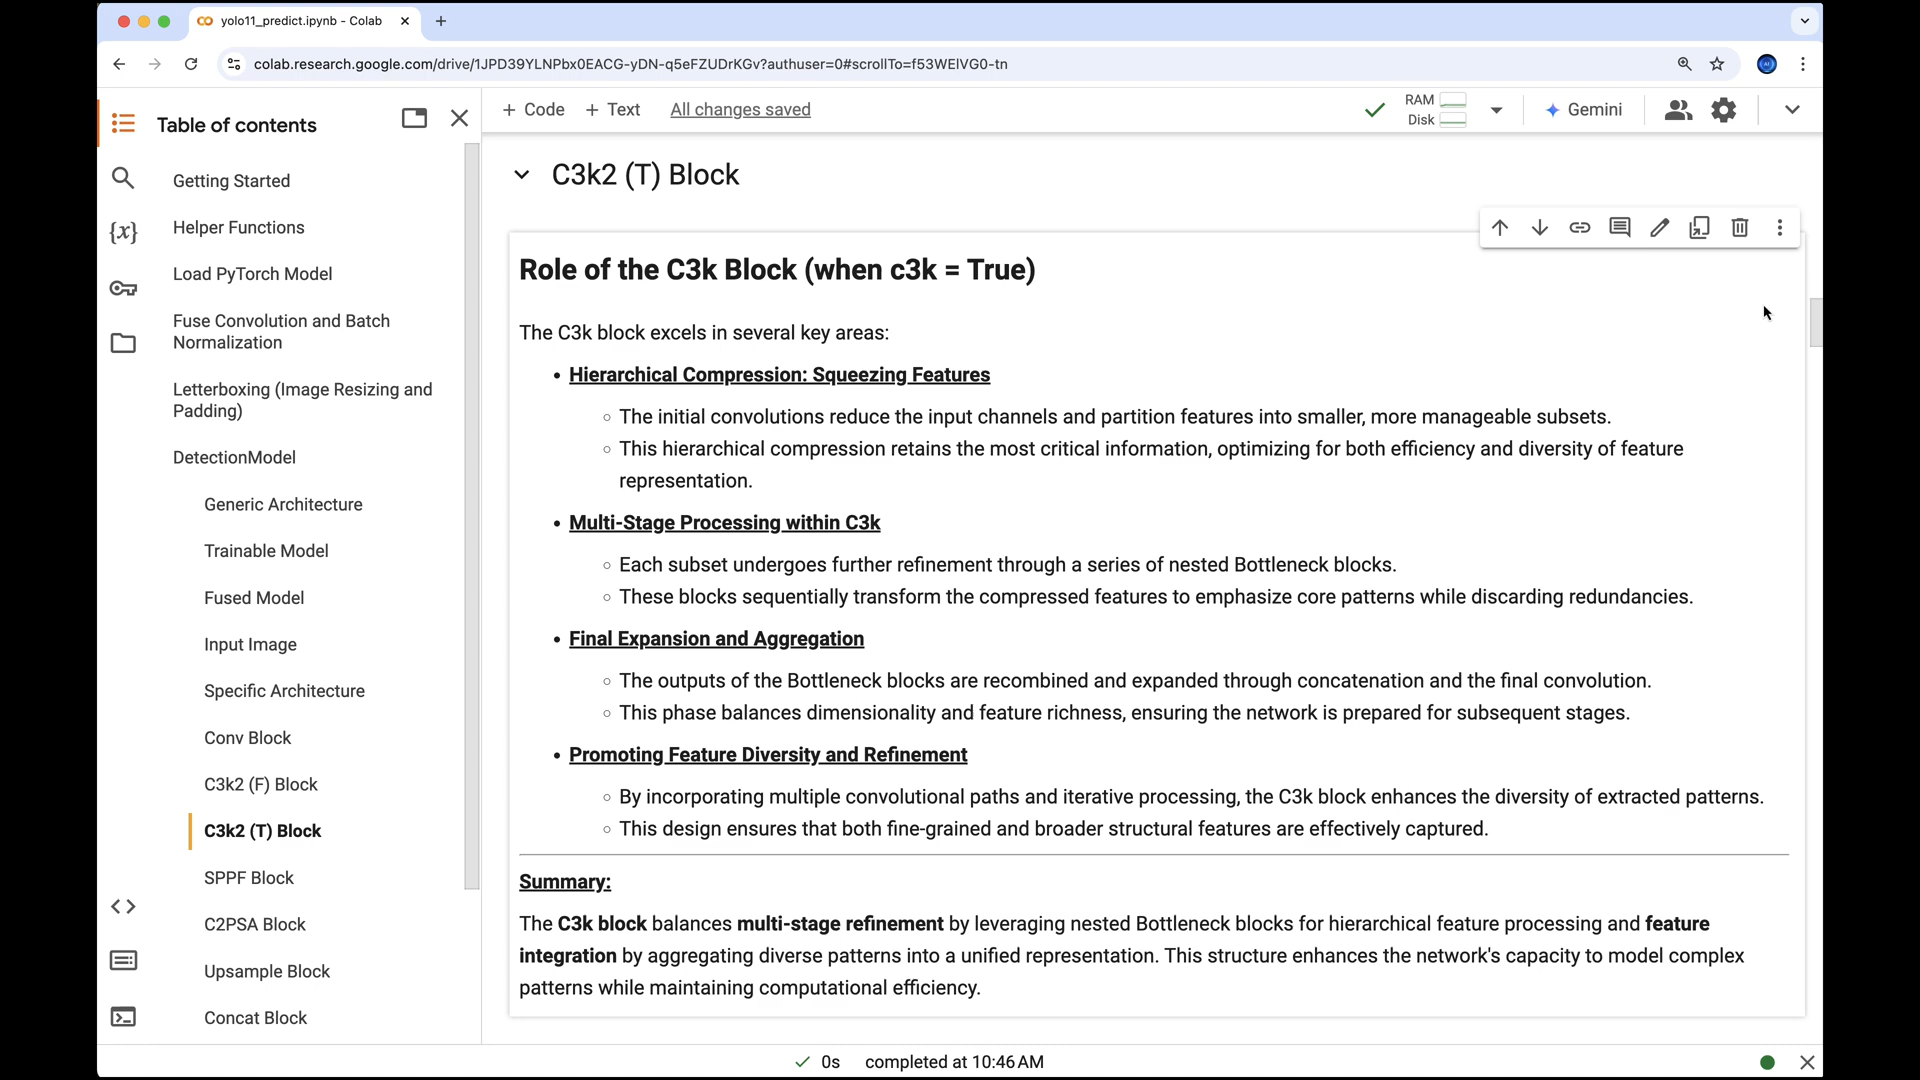 yolo11_predict.ipynb - Colab
colab.research.google.com/drive/1JPD39YLNPbx0EACG-yDN-q5eFZUDrKGv?authuser=0#scrollTo=f53WElVG0-tn
Table of contents
Getting Started
Helper Functions
Load PyTorch Model
Fuse Convolution and Batch
Normalization
Letterboxing (Image Resizing and
Padding)
DetectionModel
Generic Architecture
Trainable Model
Fused Model
Input Image
Specific Architecture
Conv Block
C3k2 (F) Block
C3k2 (T) Block
SPPF Block
C2PSA Block
Upsample Block
Concat Block
+ Code + Text All changes saved
RAM
Disk
Gemini
C3k2 (T) Block
Role of the C3k Block (when c3k = True)
The C3k block excels in several key areas:
• Hierarchical Compression: Squeezing Features
○ The initial convolutions reduce the input channels and partition features into smaller, more manageable subsets.
○ This hierarchical compression retains the most critical information, optimizing for both efficiency and diversity of feature
representation.
• Multi-Stage Processing within C3k
○ Each subset undergoes further refinement through a series of nested Bottleneck blocks.
○ These blocks sequentially transform the compressed features to emphasize core patterns while discarding redundancies.
• Final Expansion and Aggregation
○ The outputs of the Bottleneck blocks are recombined and expanded through concatenation and the final convolution.
○ This phase balances dimensionality and feature richness, ensuring the network is prepared for subsequent stages.
• Promoting Feature Diversity and Refinement
○ By incorporating multiple convolutional paths and iterative processing, the C3k block enhances the diversity of extracted patterns.
○ This design ensures that both fine-grained and broader structural features are effectively captured.
Summary:
The C3k block balances multi-stage refinement by leveraging nested Bottleneck blocks for hierarchical feature processing and feature
integration by aggregating diverse patterns into a unified representation. This structure enhances the network's capacity to model complex
patterns while maintaining computational efficiency.
0s completed at 10:46 AM